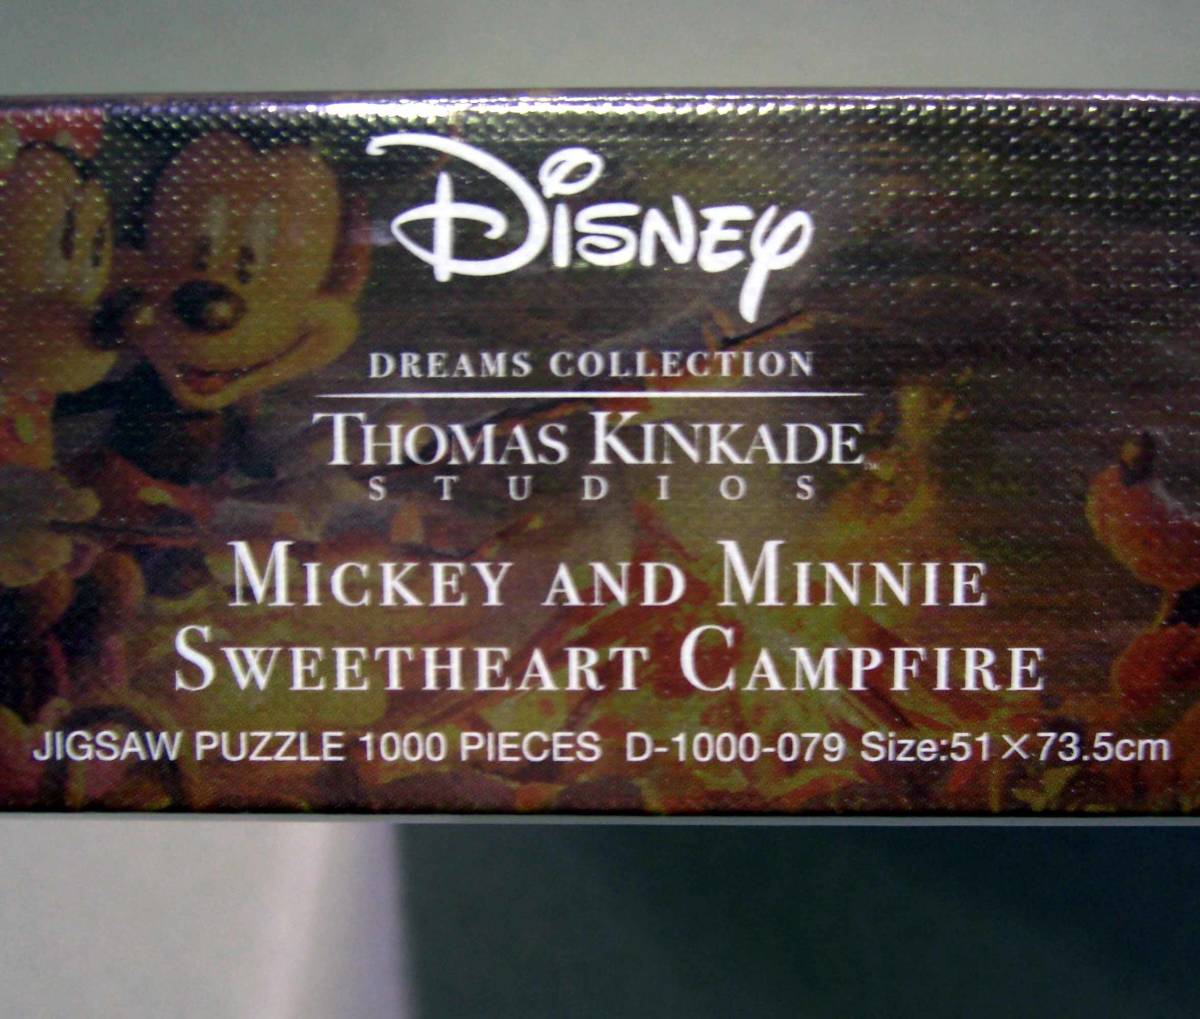 Disney
DREAMS COLLECTION
THOMAS KINKADE™
STUDIOS
MICKEY AND MINNIE
SWEETHEART CAMPFIRE
JIGSAW PUZZLE 1000 PIECES D-1000-079 Size:51×73.5cm